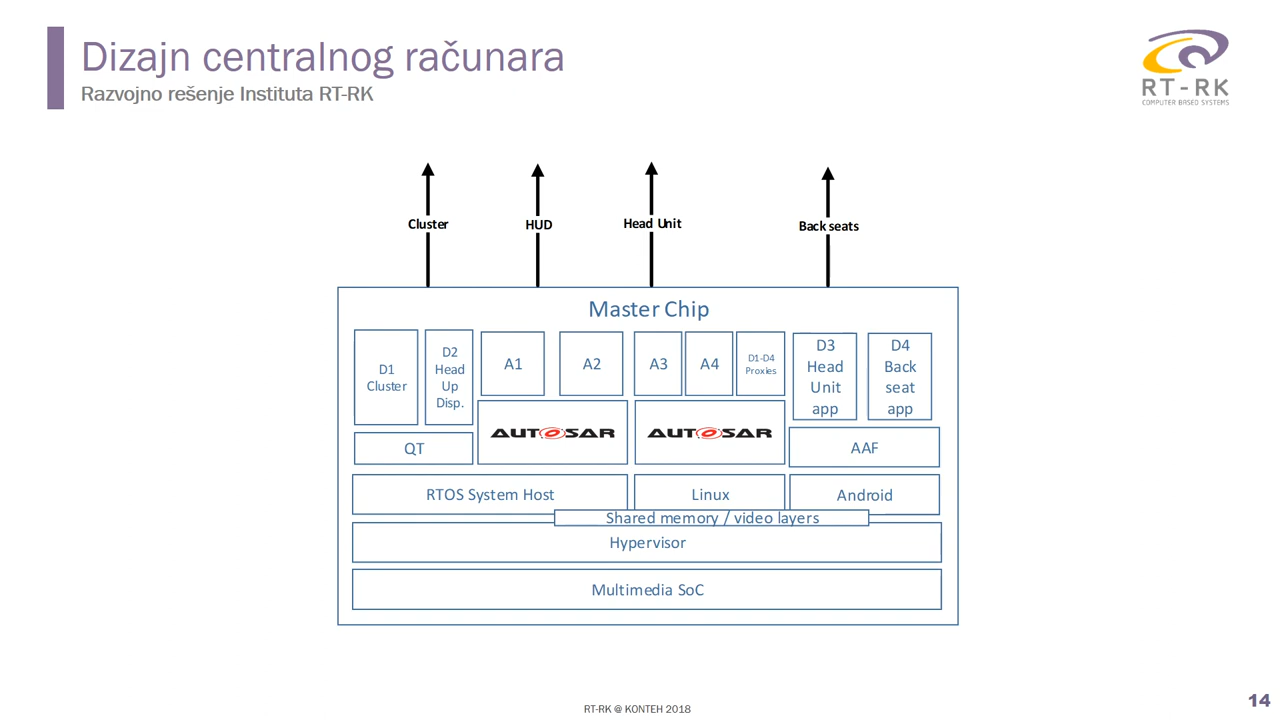 Dizajn centralnog računara
Razvojno rešenje Instituta RT-RK
RT-RK
COMPUTER BASED SYSTEMS
Cluster
HUD
Head Unit
Back seats
Master Chip
D1
Cluster
D2
Head
Up
Disp.
A1
A2
A3
A4
D1-D4
Proxies
D3
Head
Unit
app
D4
Back
seat
app
QT
AUTOSAR
AUTOSAR
AAF
RTOS System Host
Linux
Android
Shared memory / video layers
Hypervisor
Multimedia SoC
RT-RK @ KONTEH 2018
14